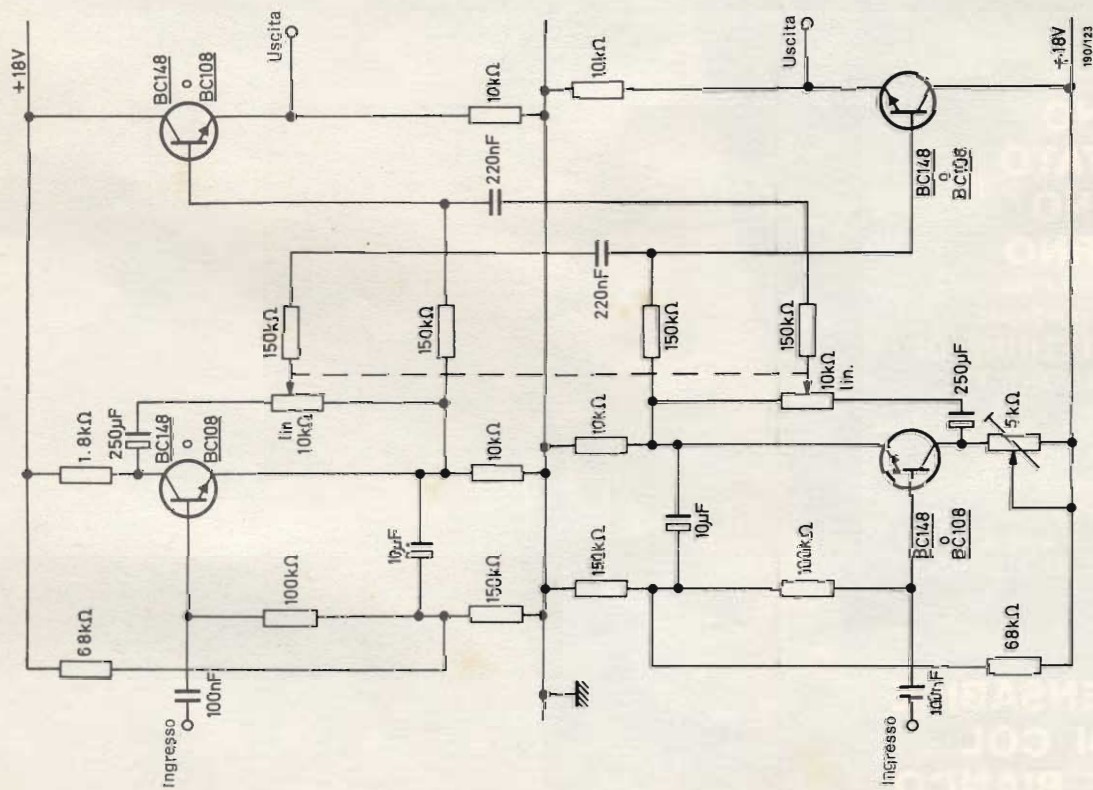 +18V
BC148
o
BC108
Uscita
10kΩ
220nF
150kΩ
150kΩ
lin
10kΩ
1.8kΩ
250µF
BC148
o
BC108
10kΩ
10µF
68kΩ
100kΩ
150kΩ
100nF
Ingresso
10kΩ
Uscita
BC148
o
BC108
+18V
190/123
220nF
150kΩ
150kΩ
10kΩ
lin.
250µF
10kΩ
5kΩ
10µF
BC148
o
BC108
150kΩ
100kΩ
68kΩ
100nF
Ingresso